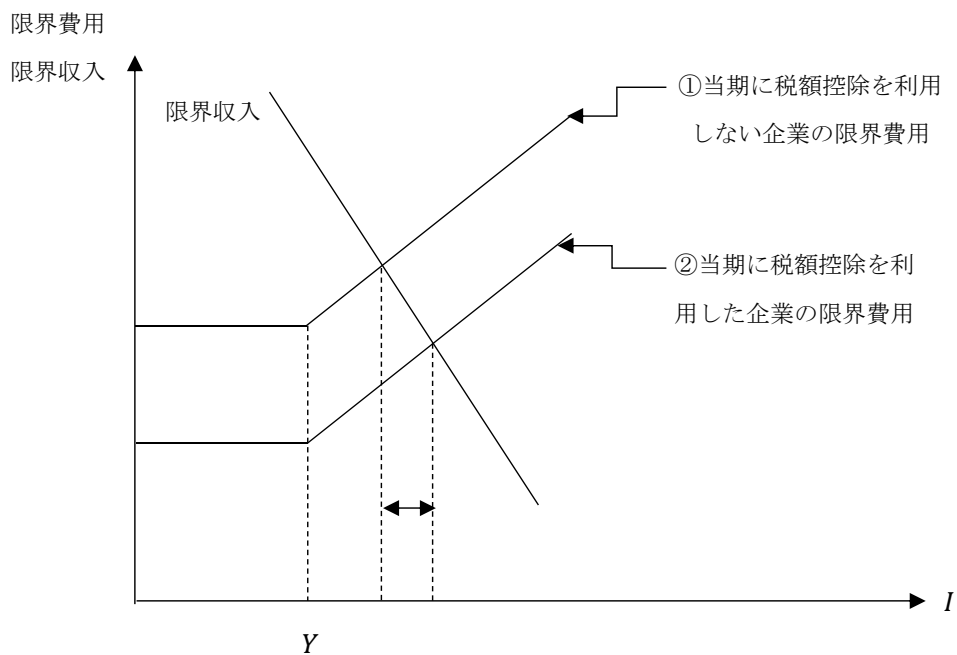 限界費用
限界収入
限界収入
①当期に税額控除を利用
しない企業の限界費用
②当期に税額控除を利
用した企業の限界費用
I
Y